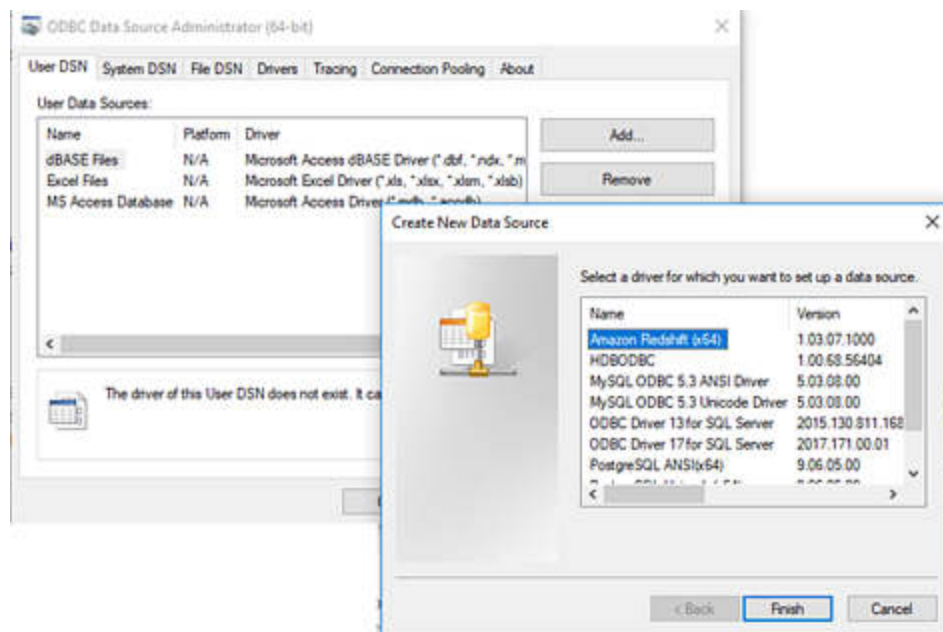 ODBC Data Source Administrator (64-bit)
User DSN System DSN File DSN Drivers Tracing Connection Pooling About
User Data Sources:
Name Platform Driver
dBASE Files N/A Microsoft Access dBASE Driver (*.dbf, *.ndx, *.m
Excel Files N/A Microsoft Excel Driver (*.xls, *.xlsx, *.xlsm, *.xlsb)
MS Access Database N/A Microsoft Access Driver (*.mdb, *.accdb)
Add...
Remove
The driver of this User DSN does not exist. It ca
Create New Data Source
Select a driver for which you want to set up a data source.
Name Version
Amazon Redshift (x64) 1.03.07.1000
HDBODBC 1.00.68.56404
MySQL ODBC 5.3 ANSI Driver 5.03.08.00
MySQL ODBC 5.3 Unicode Driver 5.03.08.00
ODBC Driver 13 for SQL Server 2015.130.811.168
ODBC Driver 17 for SQL Server 2017.171.00.01
PostgreSQL ANSI(x64) 9.06.05.00
< Back Finish Cancel